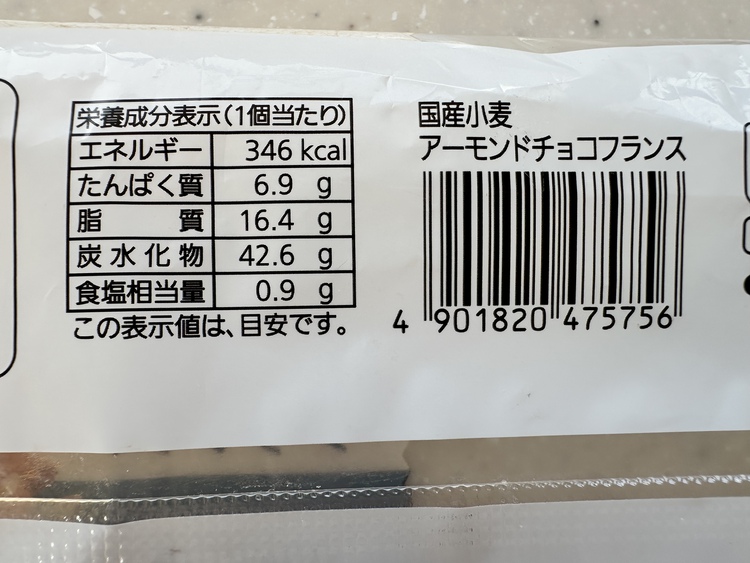 栄養成分表示(1個当たり)
エネルギー 346 kcal
たんぱく質 6.9 g
脂質 16.4 g
炭水化物 42.6 g
食塩相当量 0.9 g
この表示値は、目安です。
国産小麦
アーモンドチョコフランス
4 901820 475756